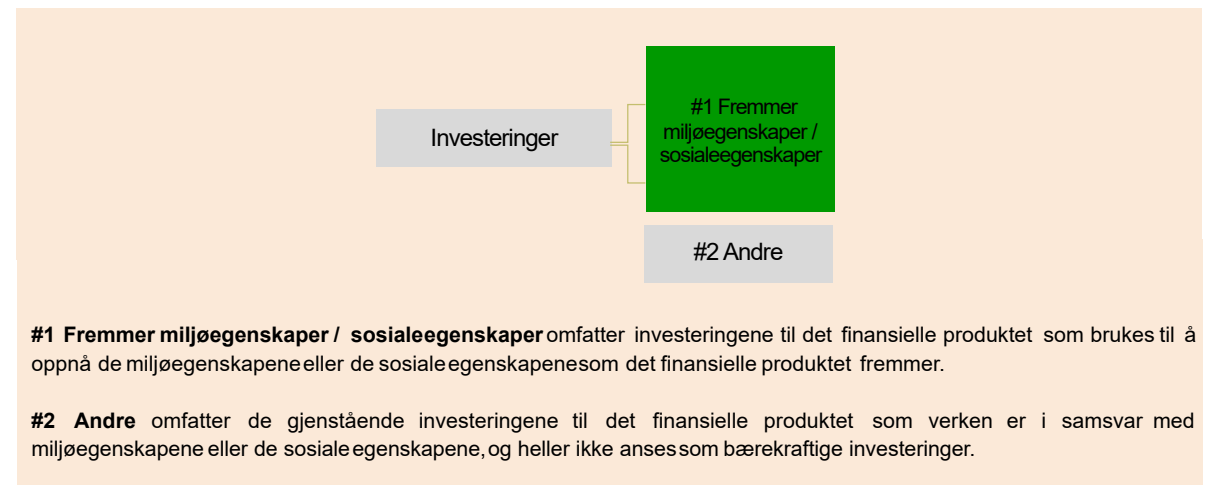 Investeringer
#1 Fremmer
miljøegenskaper /
sosialeegenskaper
#2 Andre
#1 Fremmer miljøegenskaper / sosialeegenskaper omfatter investeringene til det finansielle produktet som brukes til å
oppnå de miljøegenskapene eller de sosiale egenskapene som det finansielle produktet fremmer.
#2 Andre omfatter de gjenstående investeringene til det finansielle produktet som verken er i samsvar med
miljøegenskapene eller de sosiale egenskapene, og heller ikke anses som bærekraftige investeringer.